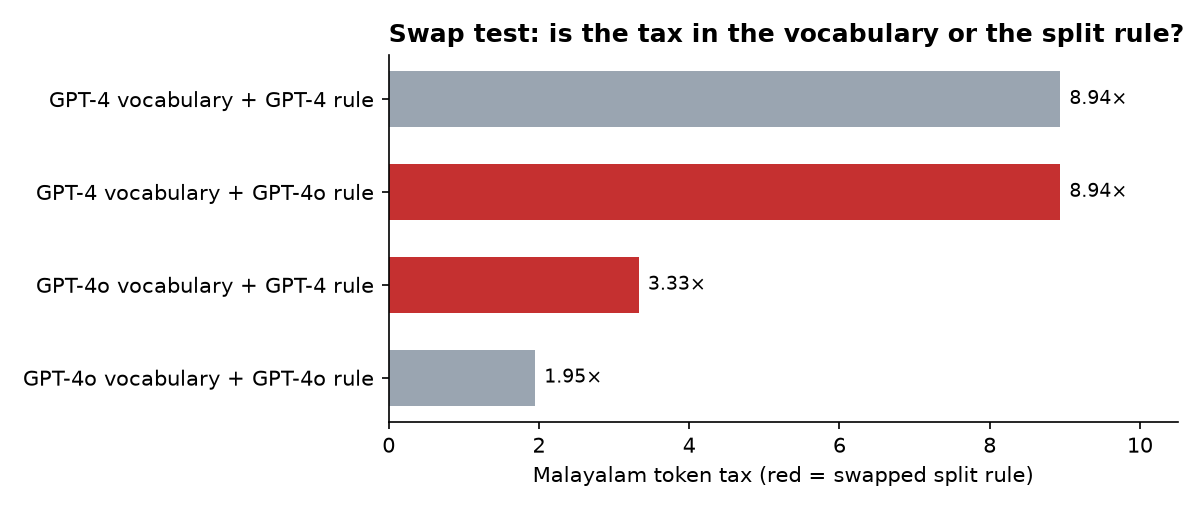 Swap test: is the tax in the vocabulary or the split rule?
GPT-4 vocabulary + GPT-4 rule
8.94×
GPT-4 vocabulary + GPT-4o rule
8.94×
GPT-4o vocabulary + GPT-4 rule
3.33×
GPT-4o vocabulary + GPT-4o rule
1.95×
0 2 4 6 8 10
Malayalam token tax (red = swapped split rule)